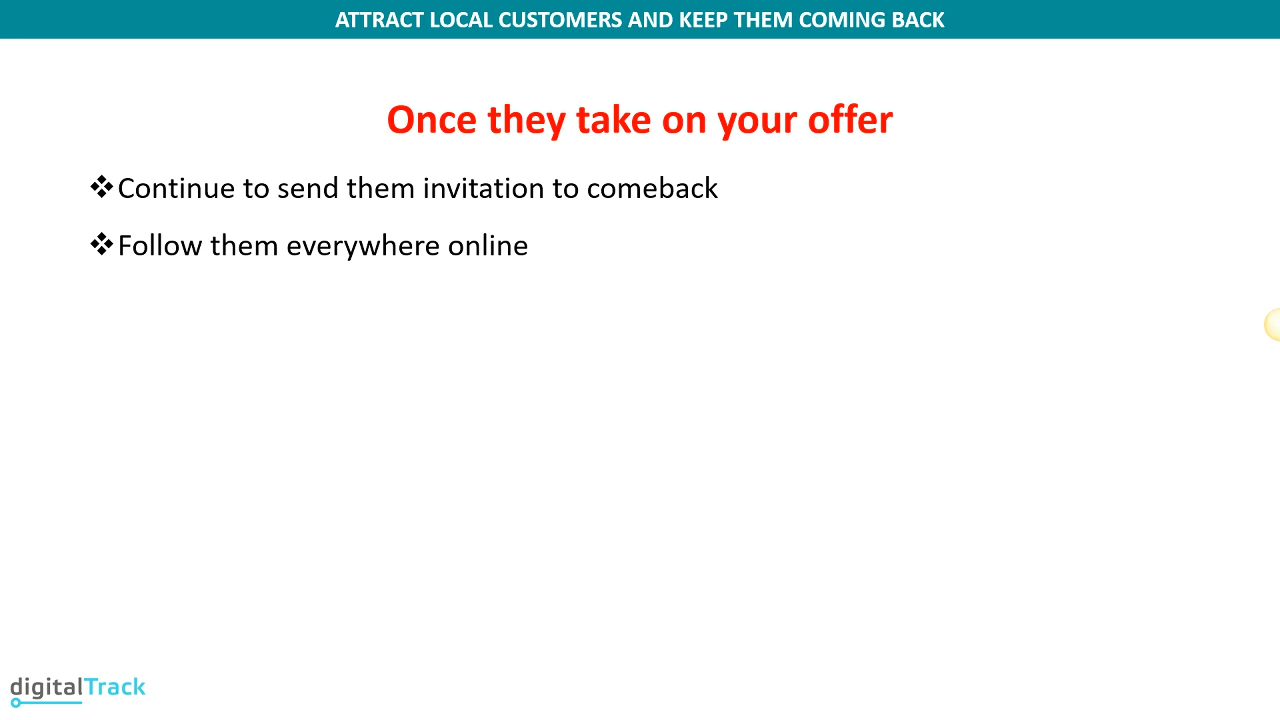 ATTRACT LOCAL CUSTOMERS AND KEEP THEM COMING BACK
Once they take on your offer
❖Continue to send them invitation to comeback
❖Follow them everywhere online
digitalTrack